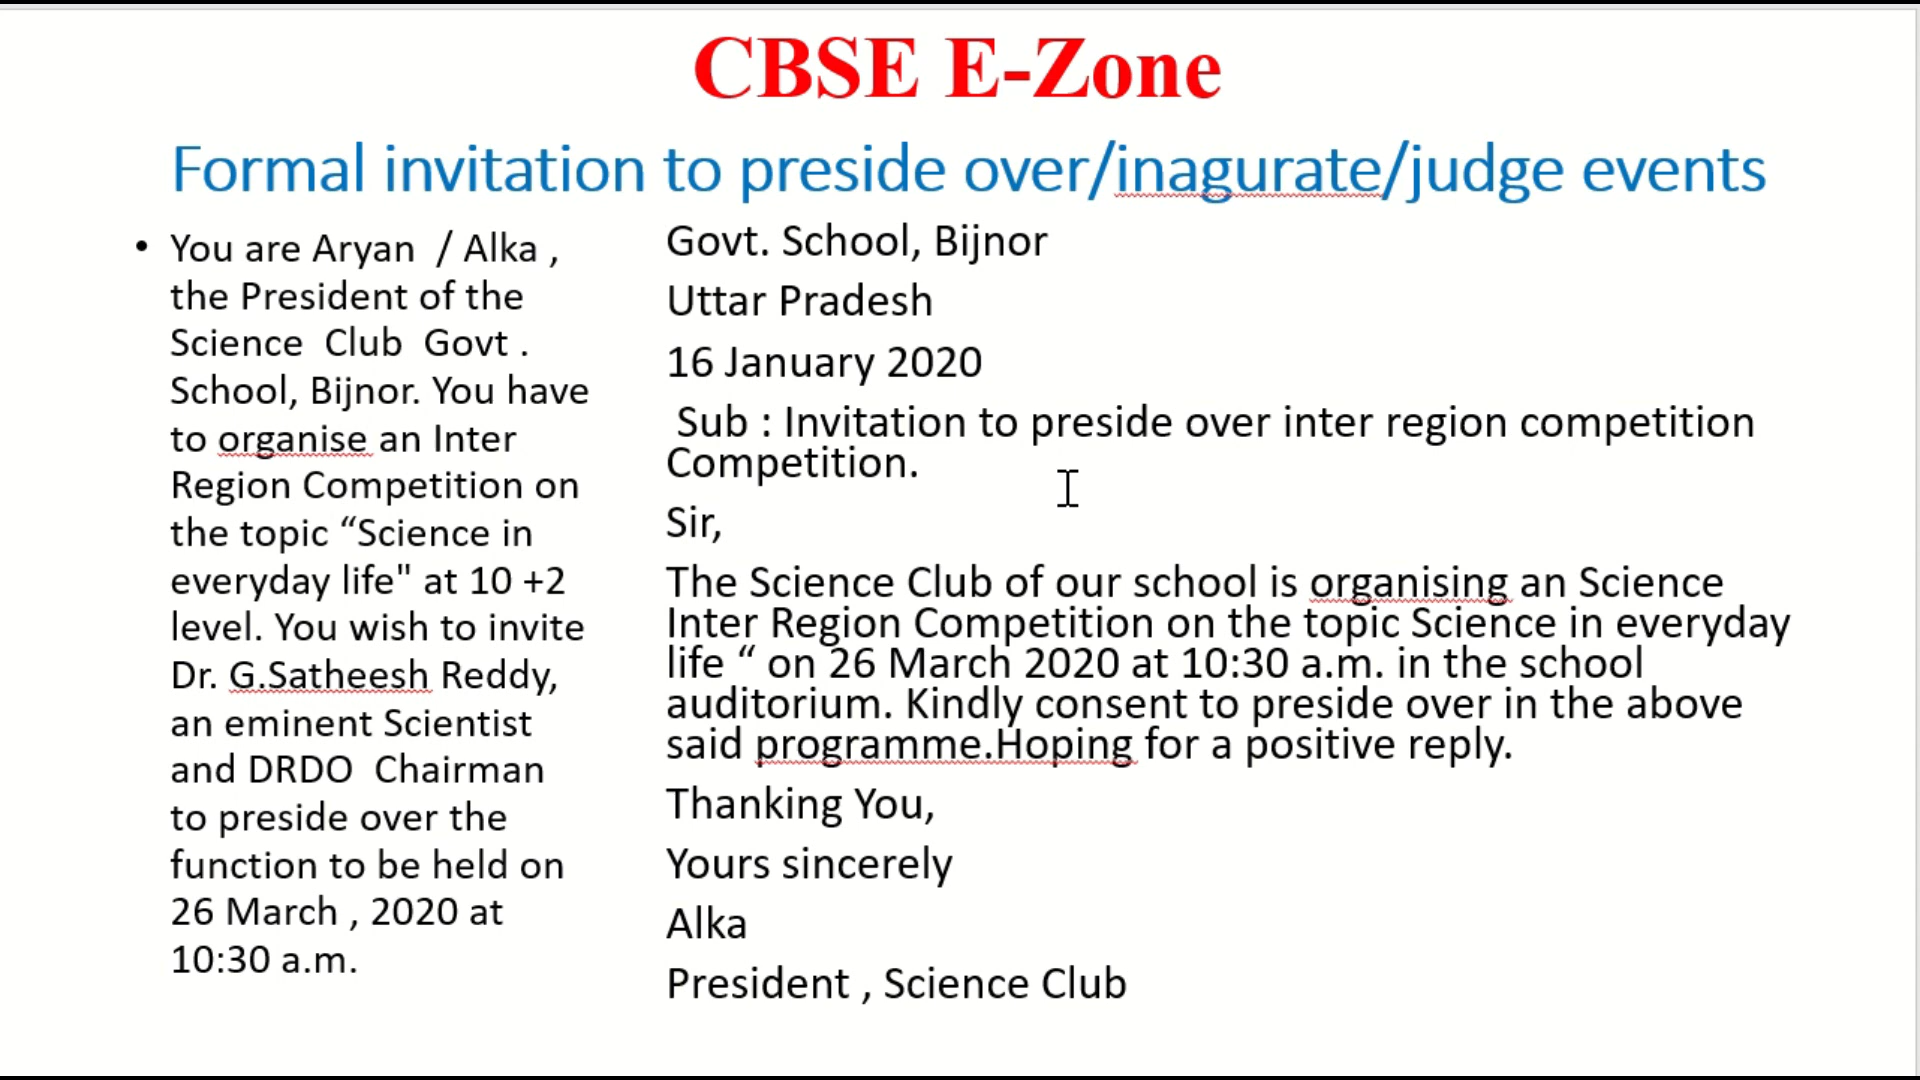 CBSE E-Zone
Formal invitation to preside over/inagurate/judge events
• You are Aryan / Alka ,
the President of the
Science Club Govt .
School, Bijnor. You have
to organise an Inter
Region Competition on
the topic “Science in
everyday life" at 10 +2
level. You wish to invite
Dr. G.Satheesh Reddy,
an eminent Scientist
and DRDO Chairman
to preside over the
function to be held on
26 March , 2020 at
10:30 a.m.
Govt. School, Bijnor
Uttar Pradesh
16 January 2020
Sub : Invitation to preside over inter region competition
Competition.
Sir,
The Science Club of our school is organising an Science
Inter Region Competition on the topic Science in everyday
life “ on 26 March 2020 at 10:30 a.m. in the school
auditorium. Kindly consent to preside over in the above
said programme.Hoping for a positive reply.
Thanking You,
Yours sincerely
Alka
President , Science Club